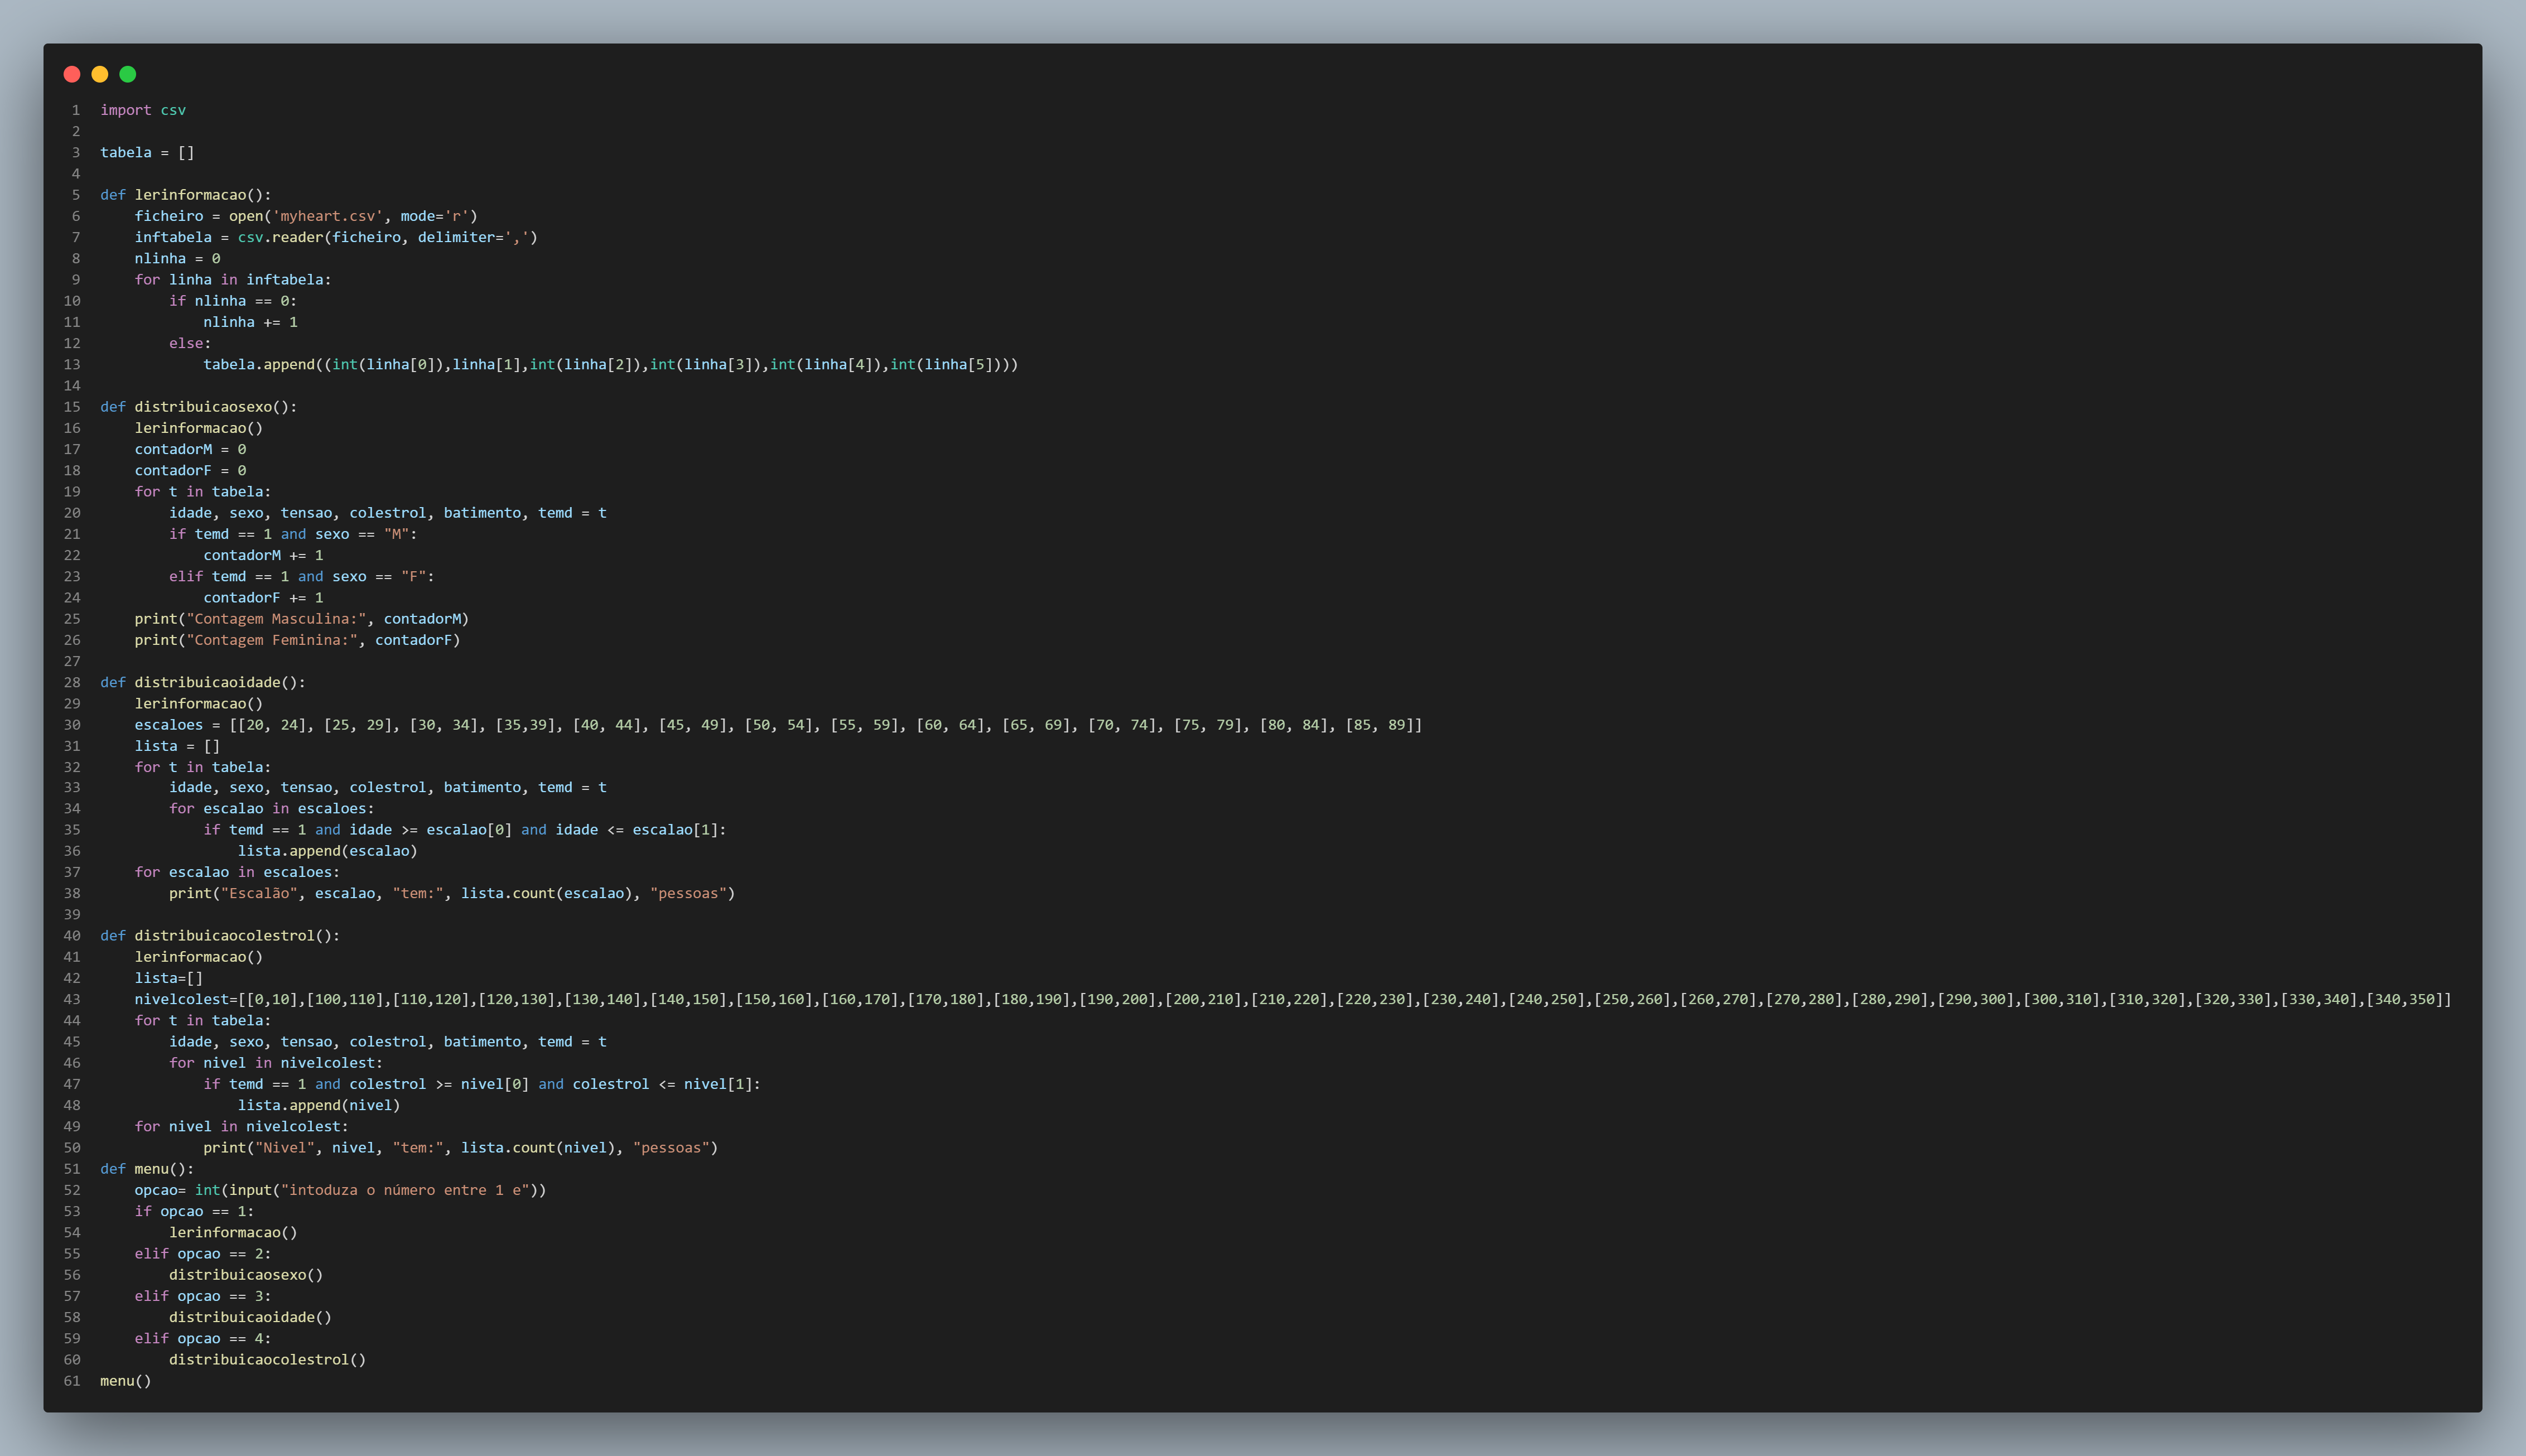 1 import csv
2
3 tabela = []
4
5 def lerinformacao():
6     ficheiro = open('myheart.csv', mode='r')
7     inftabela = csv.reader(ficheiro, delimiter=',')
8     nlinha = 0
9     for linha in inftabela:
10         if nlinha == 0:
11             nlinha += 1
12         else:
13             tabela.append((int(linha[0]),linha[1],int(linha[2]),int(linha[3]),int(linha[4]),int(linha[5])))
14
15 def distribuicaosexo():
16     lerinformacao()
17     contadorM = 0
18     contadorF = 0
19     for t in tabela:
20         idade, sexo, tensao, colestrol, batimento, temd = t
21         if temd == 1 and sexo == "M":
22             contadorM += 1
23         elif temd == 1 and sexo == "F":
24             contadorF += 1
25     print("Contagem Masculina:", contadorM)
26     print("Contagem Feminina:", contadorF)
27
28 def distribuicaoidade():
29     lerinformacao()
30     escaloes = [[20, 24], [25, 29], [30, 34], [35,39], [40, 44], [45, 49], [50, 54], [55, 59], [60, 64], [65, 69], [70, 74], [75, 79], [80, 84], [85, 89]]
31     lista = []
32     for t in tabela:
33         idade, sexo, tensao, colestrol, batimento, temd = t
34         for escalao in escaloes:
35             if temd == 1 and idade >= escalao[0] and idade <= escalao[1]:
36                 lista.append(escalao)
37     for escalao in escaloes:
38         print("Escalão", escalao, "tem:", lista.count(escalao), "pessoas")
39
40 def distribuicaocolestrol():
41     lerinformacao()
42     lista=[]
43     nivelcolest=[[0,10],[100,110],[110,120],[120,130],[130,140],[140,150],[150,160],[160,170],[170,180],[180,190],[190,200],[200,210],[210,220],[220,230],[230,240],[240,250],[250,260],[260,270],[270,280],[280,290],[290,300],[300,310],[310,320],[320,330],[330,340],[340,350]]
44     for t in tabela:
45         idade, sexo, tensao, colestrol, batimento, temd = t
46         for nivel in nivelcolest:
47             if temd == 1 and colestrol >= nivel[0] and colestrol <= nivel[1]:
48                 lista.append(nivel)
49     for nivel in nivelcolest:
50             print("Nivel", nivel, "tem:", lista.count(nivel), "pessoas")
51 def menu():
52     opcao= int(input("intoduza o número entre 1 e"))
53     if opcao == 1:
54         lerinformacao()
55     elif opcao == 2:
56         distribuicaosexo()
57     elif opcao == 3:
58         distribuicaoidade()
59     elif opcao == 4:
60         distribuicaocolestrol()
61 menu()